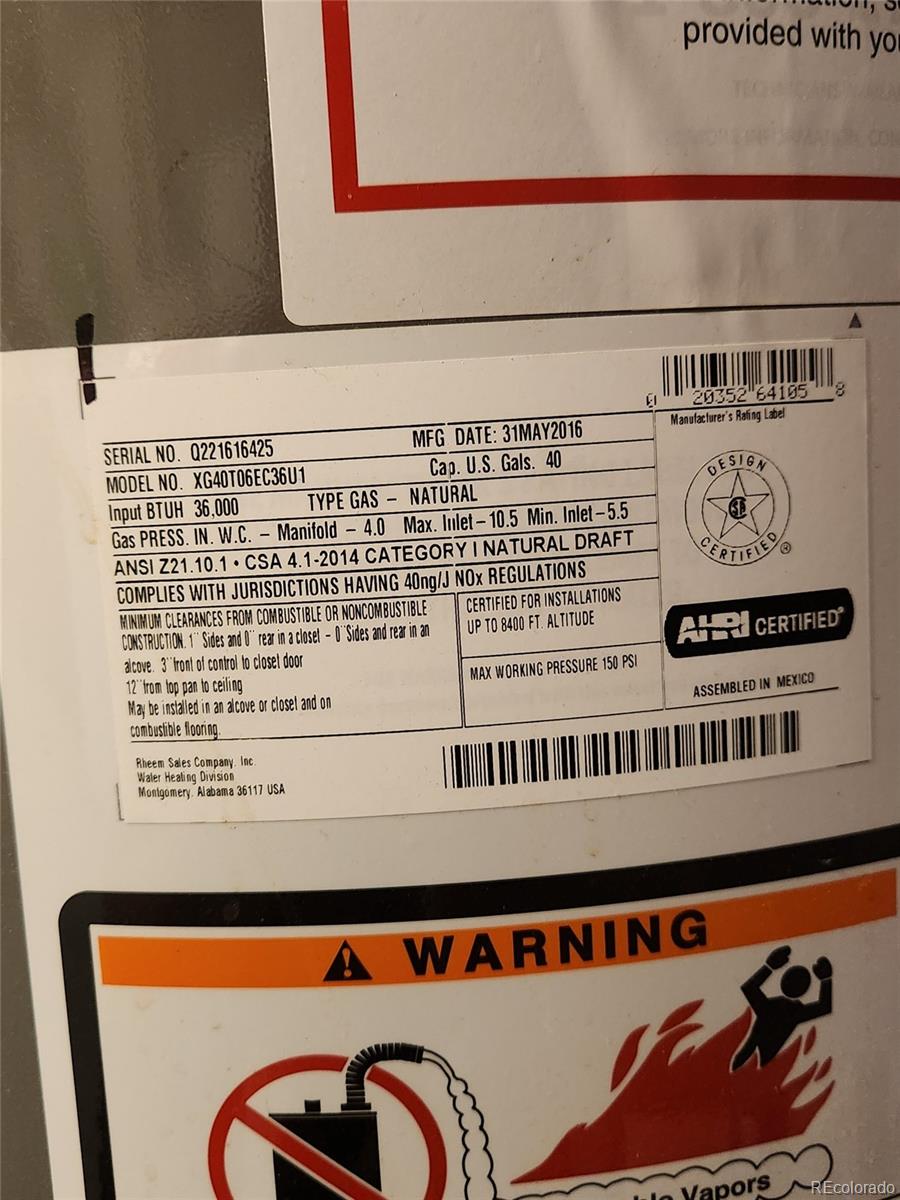 provided with
0 20352 64105 8
Manufacturer's Rating Label
SERIAL NO. Q221616425 MFG DATE: 31MAY2016
MODEL NO. XG40T06EC36U1 Cap. U.S. Gals. 40
Input BTUH 36,000 TYPE GAS – NATURAL
Gas PRESS. IN. W.C. – Manifold – 4.0 Max. Inlet – 10.5 Min. Inlet – 5.5
ANSI Z21.10.1 • CSA 4.1-2014 CATEGORY I NATURAL DRAFT
COMPLIES WITH JURISDICTIONS HAVING 40ng/J NOx REGULATIONS
MINIMUM CLEARANCES FROM COMBUSTIBLE OR NONCOMBUSTIBLE
CONSTRUCTION. 1" Sides and 0" rear in a closet – 0" Sides and rear in an
alcove. 3" front of control to closet door
12" from top pan to ceiling
May be installed in an alcove or closet and on
combustible flooring.
CERTIFIED FOR INSTALLATIONS
UP TO 8400 FT. ALTITUDE
MAX WORKING PRESSURE 150 PSI
DESIGN
CERTIFIED ®
AHRI CERTIFIED®
ASSEMBLED IN MEXICO
Rheem Sales Company, Inc.
Water Heating Division
Montgomery, Alabama 36117 USA
WARNING
Vapors
REcolorado